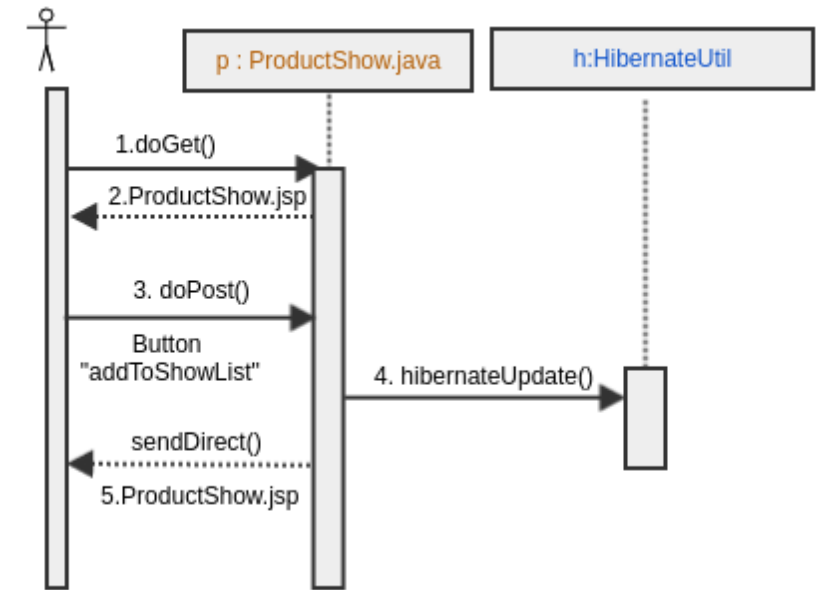 p : ProductShow.java
h:HibernateUtil
1.doGet()
2.ProductShow.jsp
3. doPost()
Button
"addToShowList"
4. hibernateUpdate()
sendDirect()
5.ProductShow.jsp